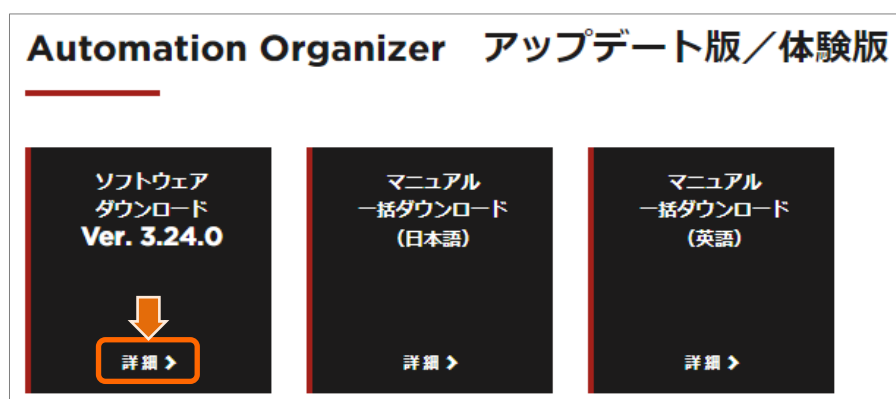 Automation Organizer アップデート版／体験版
ソフトウェア
ダウンロード
Ver. 3.24.0
詳細
マニュアル
一括ダウンロード
（日本語）
詳細
マニュアル
一括ダウンロード
（英語）
詳細